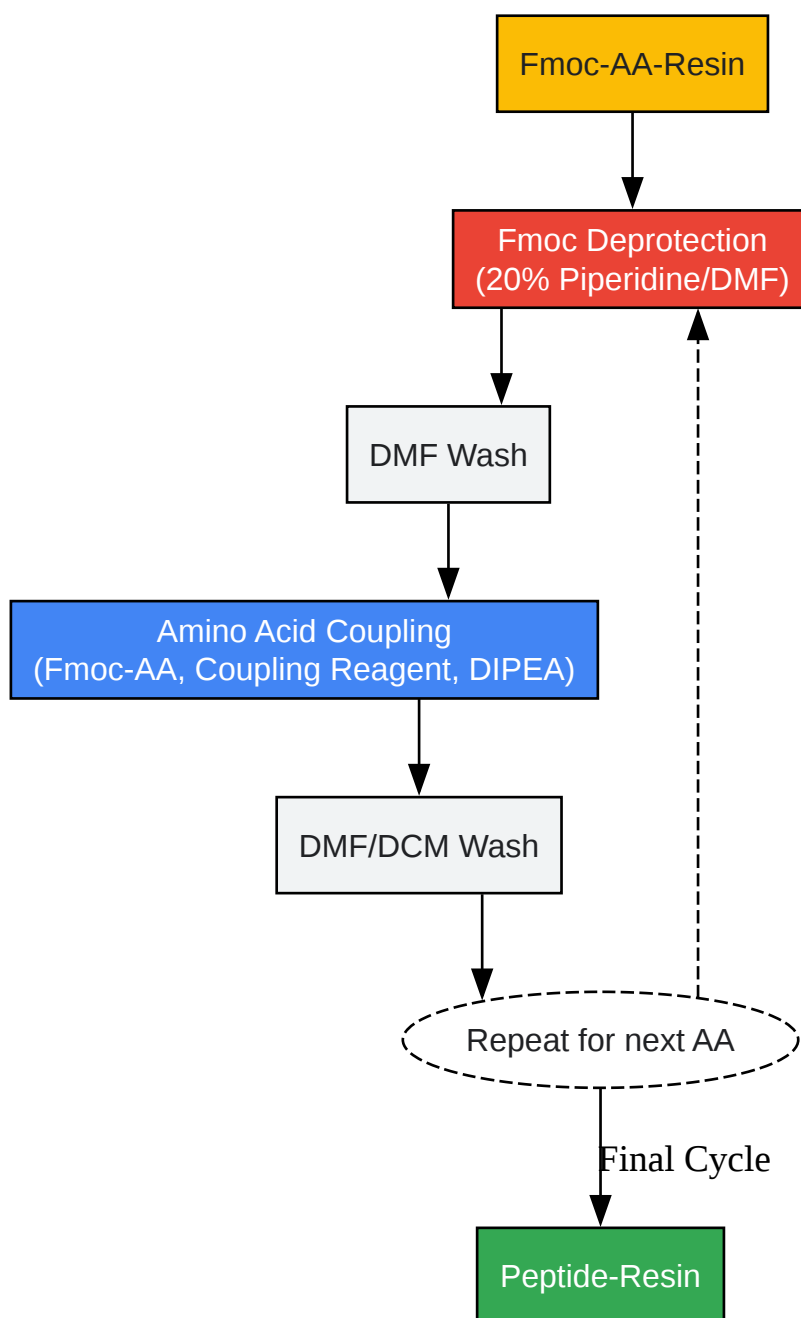 Fmoc-AA-Resin
Fmoc Deprotection
(20% Piperidine/DMF)
DMF Wash
Amino Acid Coupling
(Fmoc-AA, Coupling Reagent, DIPEA)
DMF/DCM Wash
Repeat for next AA
Final Cycle
Peptide-Resin